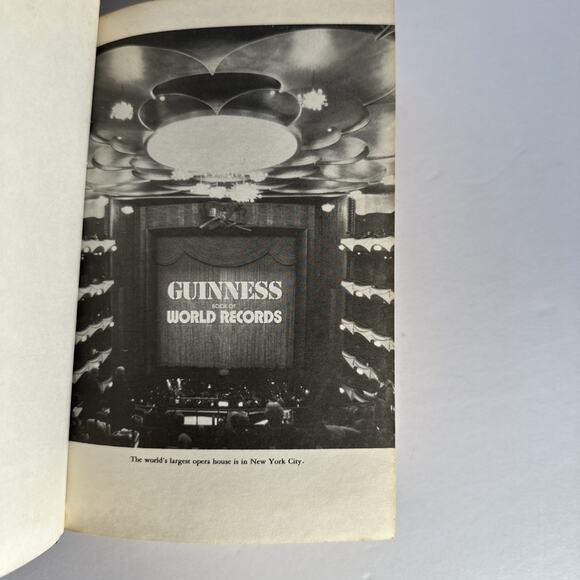 GUINNESS
BOOK OF
WORLD RECORDS
The world's largest opera house is in New York City.